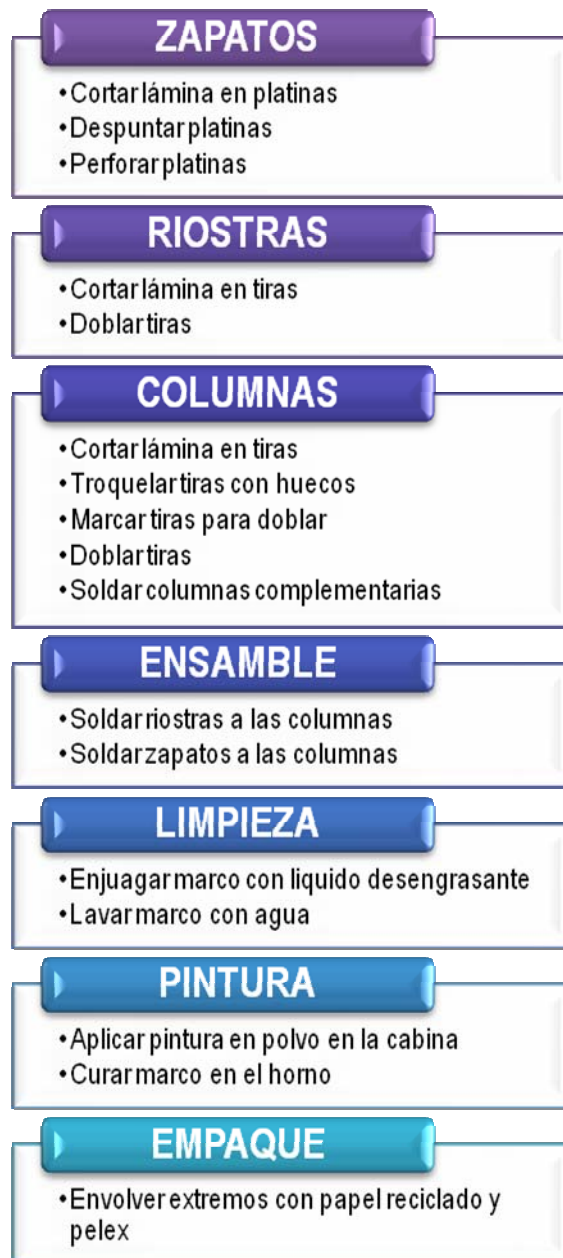 ZAPATOS
•Cortar lámina en platinas
•Despuntar platinas
•Perforar platinas
RIOSTRAS
•Cortar lámina en tiras
•Doblar tiras
COLUMNAS
•Cortar lámina en tiras
•Troquelar tiras con huecos
•Marcar tiras para doblar
•Doblar tiras
•Soldar columnas complementarias
ENSAMBLE
•Soldar riostras a las columnas
•Soldar zapatos a las columnas
LIMPIEZA
•Enjuagar marco con liquido desengrasante
•Lavar marco con agua
PINTURA
•Aplicar pintura en polvo en la cabina
•Curar marco en el horno
EMPAQUE
•Envolver extremos con papel reciclado y
pelex